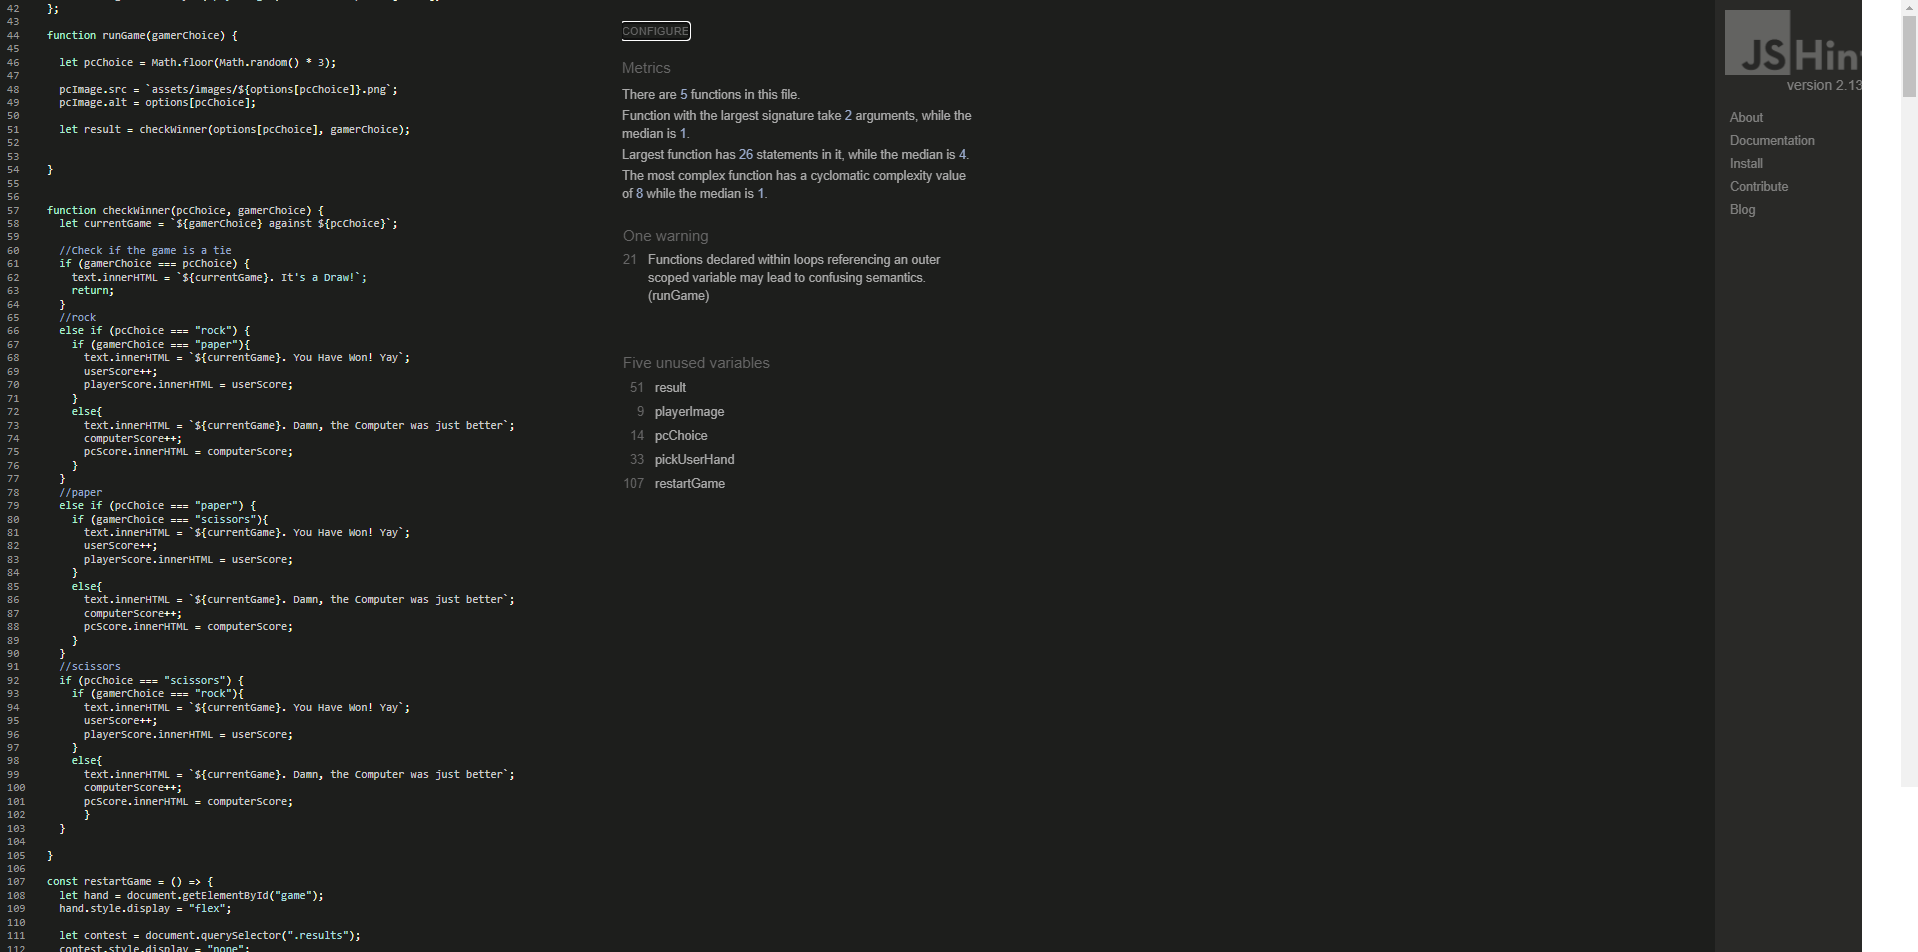 42 };
43
44 function runGame(gamerChoice) {
45
46 let pcChoice = Math.floor(Math.random() * 3);
47
48 pcImage.src = `assets/images/${options[pcChoice]}.png`;
49 pcImage.alt = options[pcChoice];
50
51 let result = checkWinner(options[pcChoice], gamerChoice);
52
53
54 }
55
56
57 function checkWinner(pcChoice, gamerChoice) {
58 let currentGame = `${gamerChoice} against ${pcChoice}`;
59
60 //Check if the game is a tie
61 if (gamerChoice === pcChoice) {
62 text.innerHTML = `${currentGame}. It's a Draw!`;
63 return;
64 }
65 //rock
66 else if (pcChoice === "rock") {
67 if (gamerChoice === "paper"){
68 text.innerHTML = `${currentGame}. You Have Won! Yay`;
69 userScore++;
70 playerScore.innerHTML = userScore;
71 }
72 else{
73 text.innerHTML = `${currentGame}. Damn, the Computer was just better`;
74 computerScore++;
75 pcScore.innerHTML = computerScore;
76 }
77 }
78 //paper
79 else if (pcChoice === "paper") {
80 if (gamerChoice === "scissors"){
81 text.innerHTML = `${currentGame}. You Have Won! Yay`;
82 userScore++;
83 playerScore.innerHTML = userScore;
84 }
85 else{
86 text.innerHTML = `${currentGame}. Damn, the Computer was just better`;
87 computerScore++;
88 pcScore.innerHTML = computerScore;
89 }
90 }
91 //scissors
92 if (pcChoice === "scissors") {
93 if (gamerChoice === "rock"){
94 text.innerHTML = `${currentGame}. You Have Won! Yay`;
95 userScore++;
96 playerScore.innerHTML = userScore;
97 }
98 else{
99 text.innerHTML = `${currentGame}. Damn, the Computer was just better`;
100 computerScore++;
101 pcScore.innerHTML = computerScore;
102 }
103 }
104
105 }
106
107 const restartGame = () => {
108 let hand = document.getElementById("game");
109 hand.style.display = "flex";
110
111 let contest = document.querySelector(".results");
112 contest.style.display = "none";
CONFIGURE
Metrics
There are 5 functions in this file.
Function with the largest signature take 2 arguments, while the
median is 1.
Largest function has 26 statements in it, while the median is 4.
The most complex function has a cyclomatic complexity value
of 8 while the median is 1.
One warning
21 Functions declared within loops referencing an outer
scoped variable may lead to confusing semantics.
(runGame)
Five unused variables
51 result
9 playerImage
14 pcChoice
33 pickUserHand
107 restartGame
JSHin
version 2.13
About
Documentation
Install
Contribute
Blog